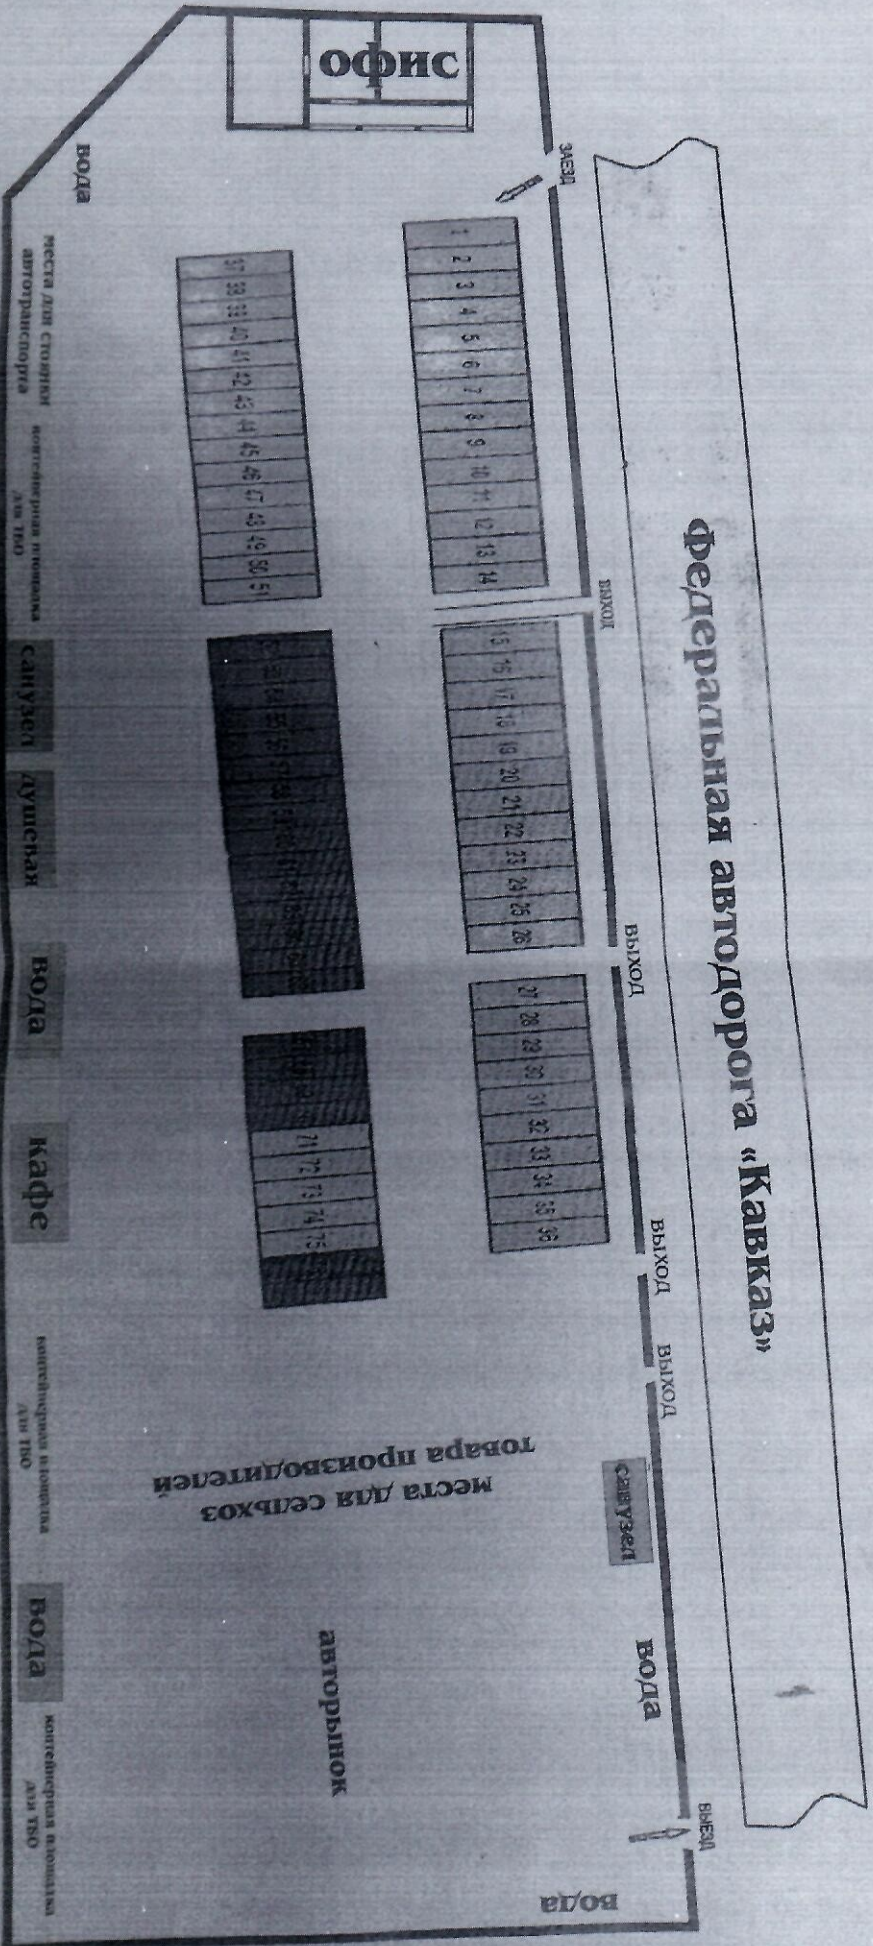 Федеральная автодорога «Кавказ»
офис
ЗАЕЗД
ВЫХОД
ВЫХОД
ВЫХОД
ВЫХОД
ВЫЕЗД
1 2 3 4 5 6 7 8 9 10 11 12 13 14
15 16 17 18 19 20 21 22 23 24 25 26
27 28 29 30 31 32 33 34 35 36
37 38 39 40 41 42 43 44 45 46 47 48 49 50 51
71 72 73 74 75
санузел
вода
вода
места для сельхоз
товара производителей
авторынок
вода
места для стоянки
автотранспорта
контейнерная площадка
для ТБО
санузел
душевая
вода
кафе
контейнерная площадка
для ТБО
вода
контейнерная площадка
для ТБО